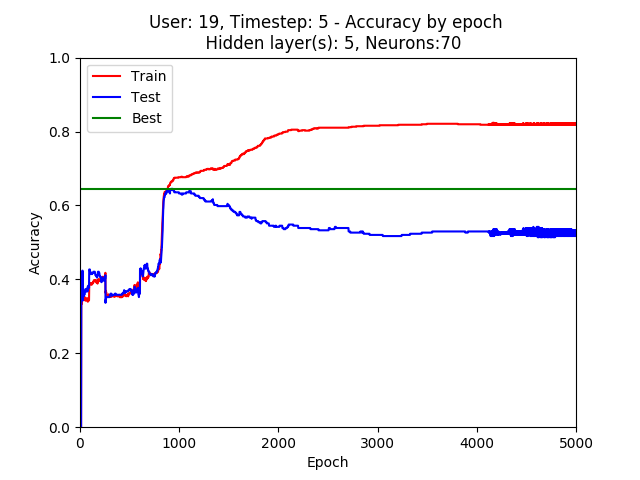 User: 19, Timestep: 5 - Accuracy by epoch
Hidden layer(s): 5, Neurons:70
1.0
0.8
0.6
0.4
0.2
0.0
Accuracy
Train
Test
Best
0 1000 2000 3000 4000 5000
Epoch